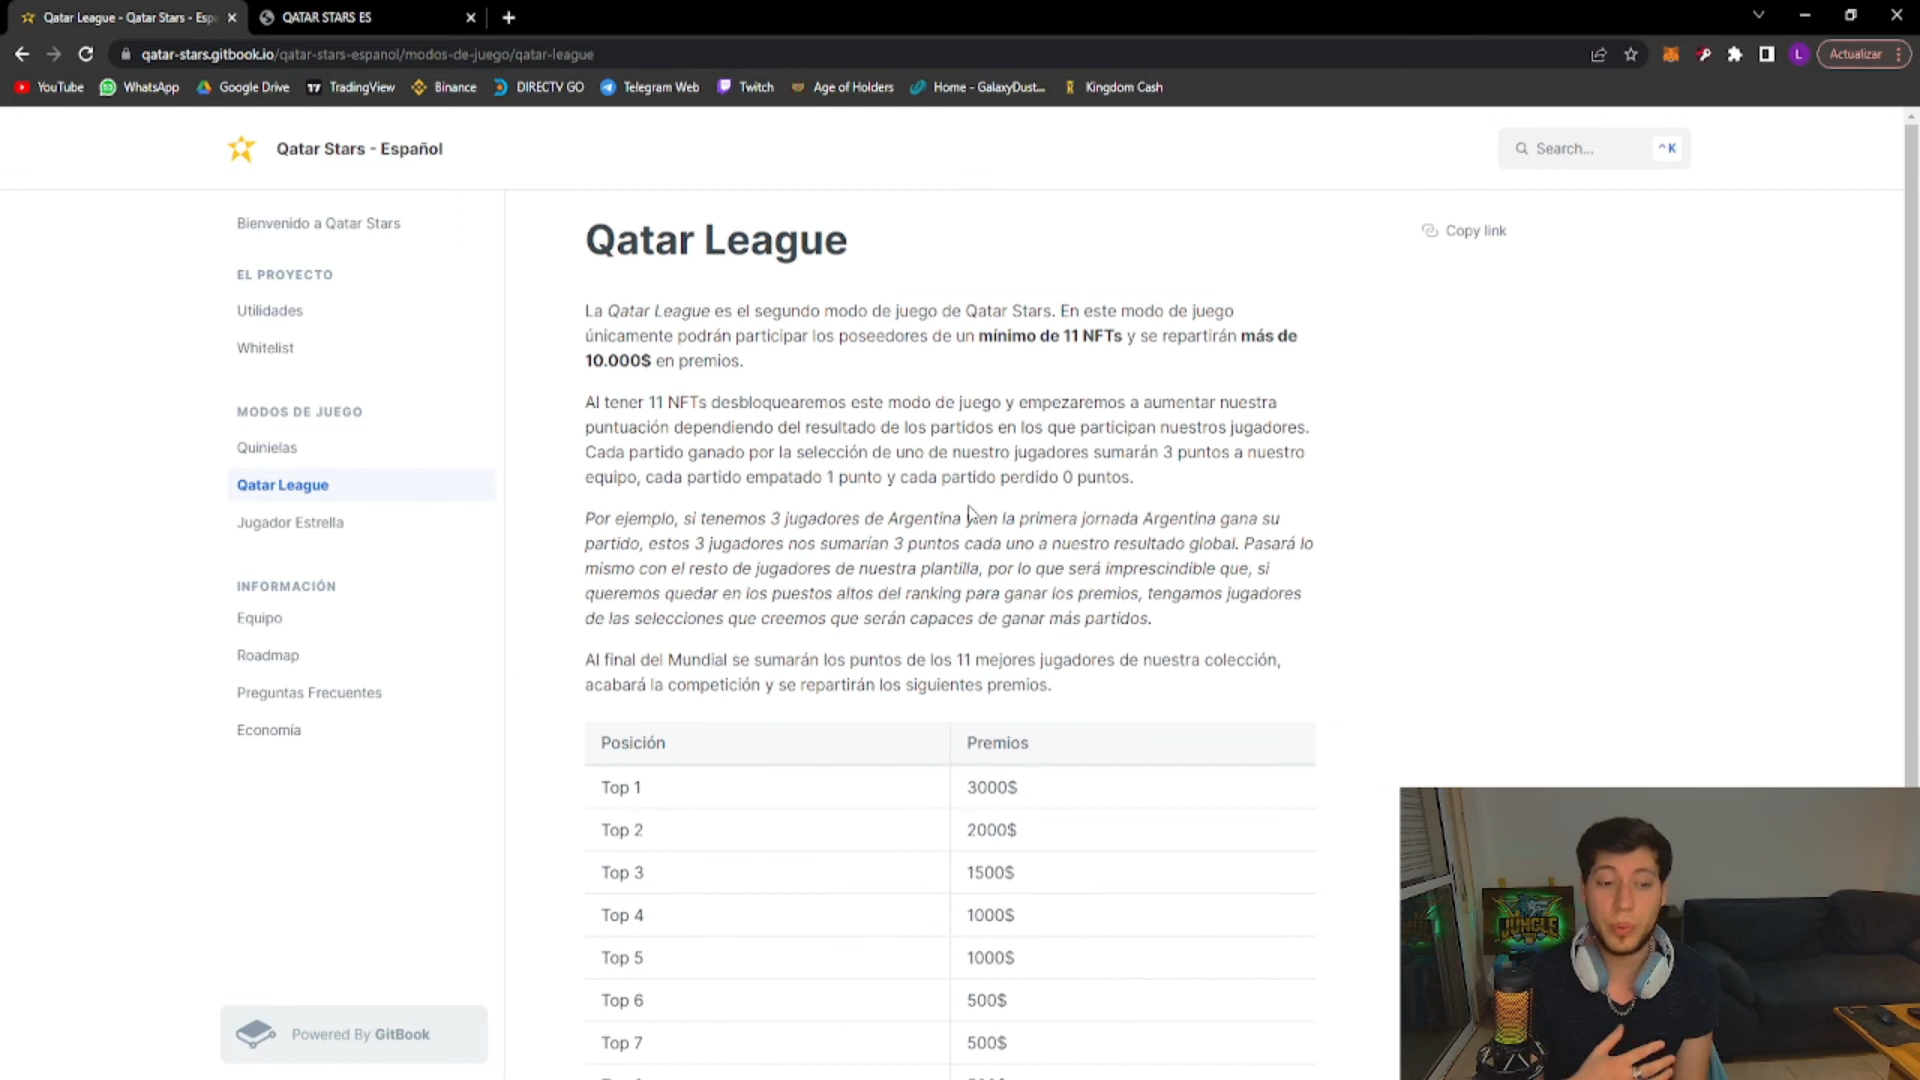 Qatar League - Qatar Stars - Esp
QATAR STARS ES
qatar-stars.gitbook.io/qatar-stars-espanol/modos-de-juego/qatar-league
L
Actualizar
YouTube
WhatsApp
Google Drive
TradingView
Binance
DIRECTV GO
Telegram Web
Twitch
Age of Holders
Home - GalaxyDust...
Kingdom Cash
Qatar Stars - Español
Search...
^K
Bienvenido a Qatar Stars
EL PROYECTO
Utilidades
Whitelist
MODOS DE JUEGO
Quinielas
Qatar League
Jugador Estrella
INFORMACIÓN
Equipo
Roadmap
Preguntas Frecuentes
Economía
Powered By GitBook
Qatar League
Copy link
La Qatar League es el segundo modo de juego de Qatar Stars. En este modo de juego
únicamente podrán participar los poseedores de un mínimo de 11 NFTs y se repartirán más de
10.000$ en premios.
Al tener 11 NFTs desbloquearemos este modo de juego y empezaremos a aumentar nuestra
puntuación dependiendo del resultado de los partidos en los que participan nuestros jugadores.
Cada partido ganado por la selección de uno de nuestro jugadores sumarán 3 puntos a nuestro
equipo, cada partido empatado 1 punto y cada partido perdido 0 puntos.
Por ejemplo, si tenemos 3 jugadores de Argentina y en la primera jornada Argentina gana su
partido, estos 3 jugadores nos sumarían 3 puntos cada uno a nuestro resultado global. Pasará lo
mismo con el resto de jugadores de nuestra plantilla, por lo que será imprescindible que, si
queremos quedar en los puestos altos del ranking para ganar los premios, tengamos jugadores
de las selecciones que creemos que serán capaces de ganar más partidos.
Al final del Mundial se sumarán los puntos de los 11 mejores jugadores de nuestra colección,
acabará la competición y se repartirán los siguientes premios.
Posición Premios
Top 1 3000$
Top 2 2000$
Top 3 1500$
Top 4 1000$
Top 5 1000$
Top 6 500$
Top 7 500$
JUNGLE